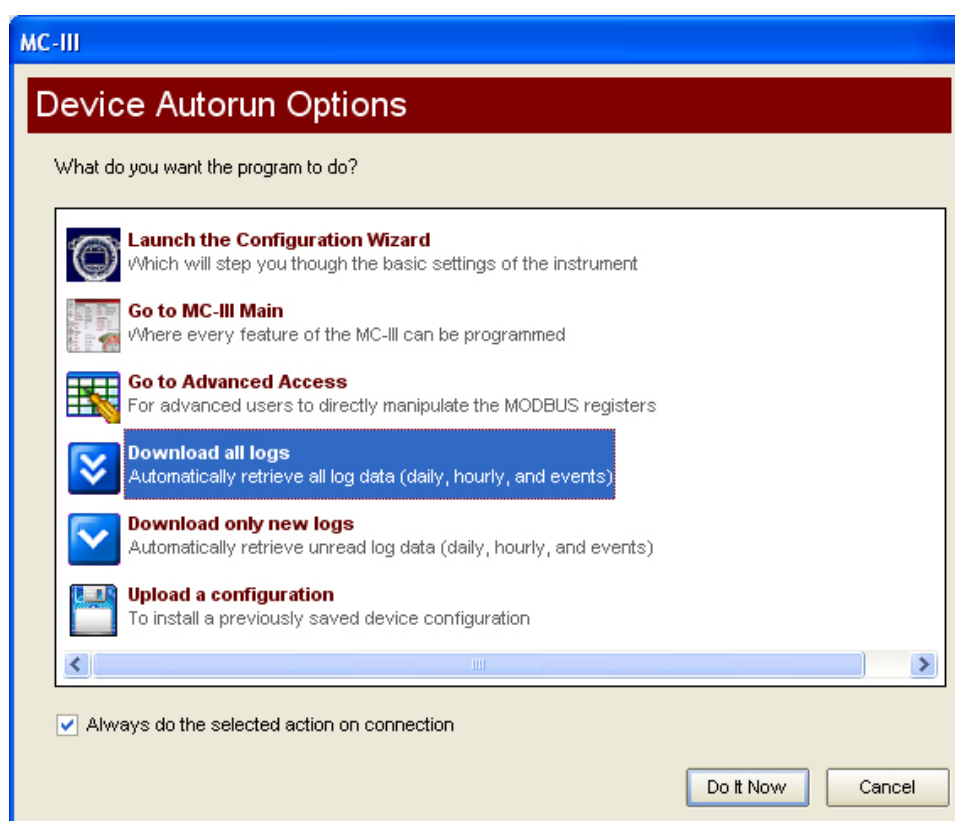 MC-III
Device Autorun Options
What do you want the program to do?
Launch the Configuration Wizard
Which will step you though the basic settings of the instrument
Go to MC-III Main
Where every feature of the MC-III can be programmed
Go to Advanced Access
For advanced users to directly manipulate the MODBUS registers
Download all logs
Automatically retrieve all log data (daily, hourly, and events)
Download only new logs
Automatically retrieve unread log data (daily, hourly, and events)
Upload a configuration
To install a previously saved device configuration
Always do the selected action on connection
Do It Now Cancel